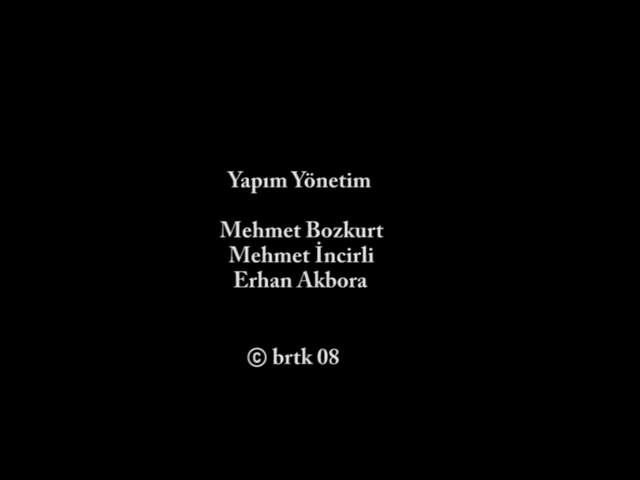 Yapım Yönetim
Mehmet Bozkurt
Mehmet İncirli
Erhan Akbora
© brtk 08